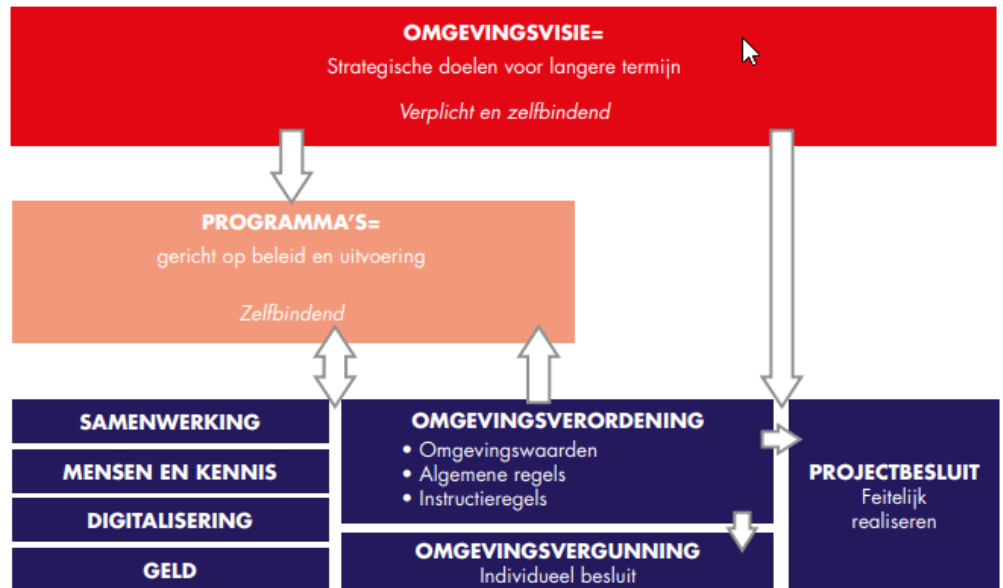 OMGEVINGSVISIE=
Strategische doelen voor langere termijn
Verplicht en zelfbindend
PROGRAMMA'S=
gericht op beleid en uitvoering
Zelfbindend
SAMENWERKING
MENSEN EN KENNIS
DIGITALISERING
GELD
OMGEVINGSVERORDENING
• Omgevingswaarden
• Algemene regels
• Instructieregels
OMGEVINGSVERGUNNING
Individueel besluit
PROJECTBESLUIT
Feitelijk
realiseren